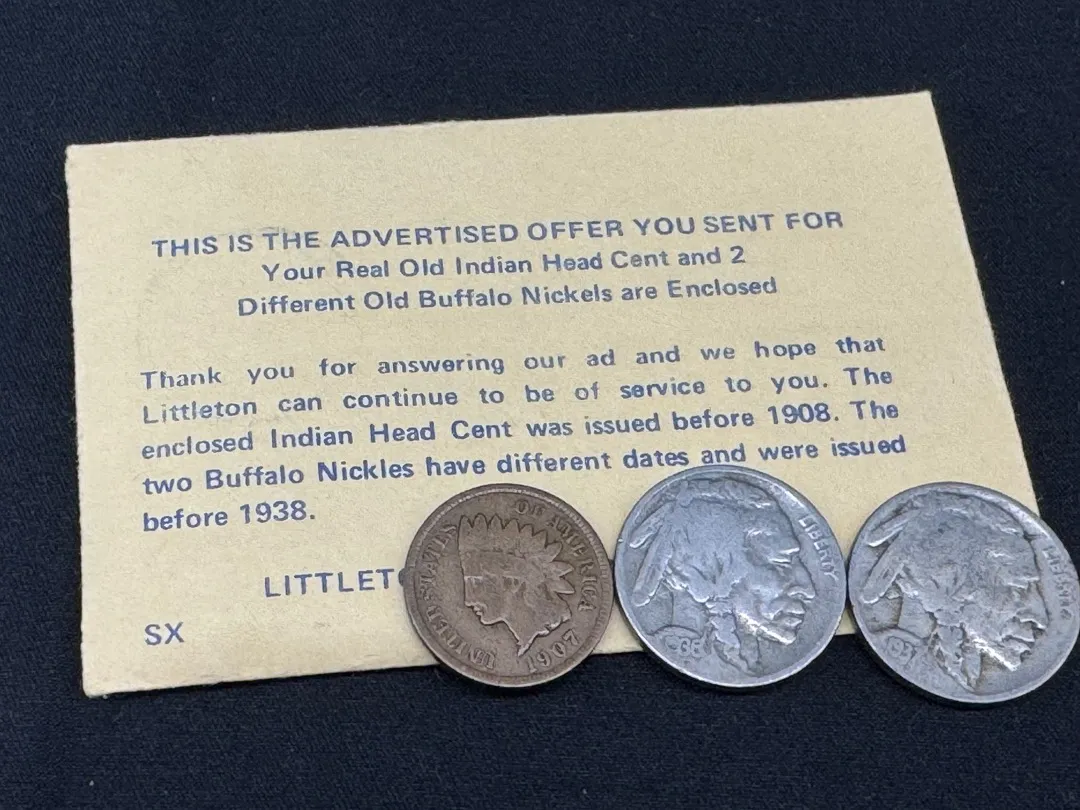 THIS IS THE ADVERTISED OFFER YOU SENT FOR
Your Real Old Indian Head Cent and 2
Different Old Buffalo Nickels are Enclosed
Thank you for answering our ad and we hope that
Littleton can continue to be of service to you. The
enclosed Indian Head Cent was issued before 1908. The
two Buffalo Nickles have different dates and were issued
before 1938.
LITTLET
SX
UNITED STATES OF AMERICA
1907
LIBERTY
LIBERTY